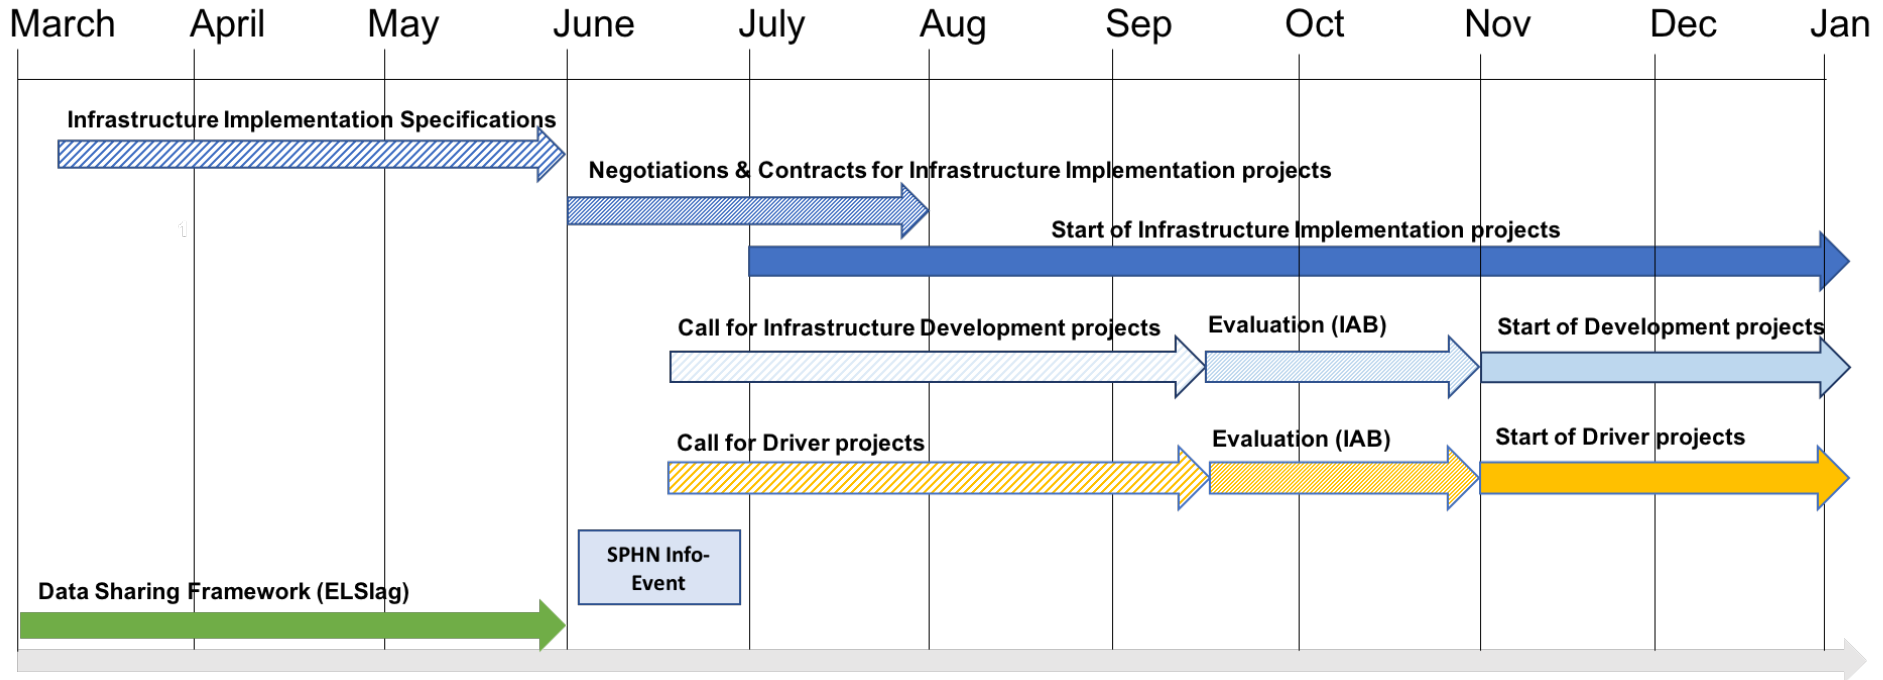 March April May June July Aug Sep Oct Nov Dec Jan
Infrastructure Implementation Specifications
Negotiations & Contracts for Infrastructure Implementation projects
1
Start of Infrastructure Implementation projects
Call for Infrastructure Development projects Evaluation (IAB) Start of Development projects
Call for Driver projects Evaluation (IAB) Start of Driver projects
SPHN Info-
Event
Data Sharing Framework (ELSIag)